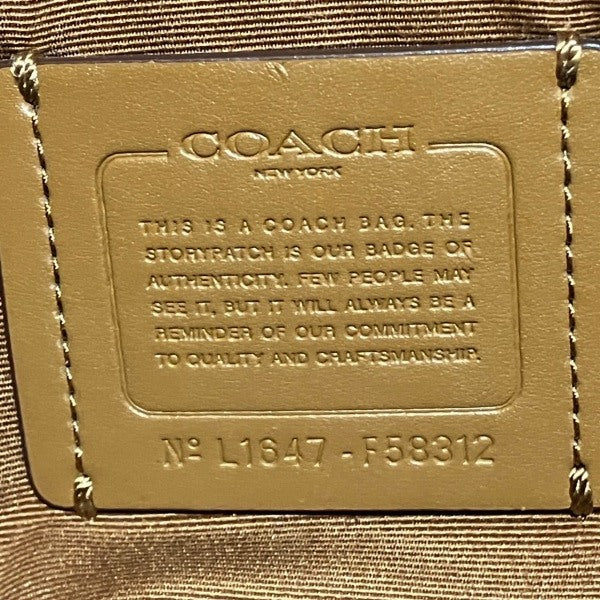 COACH
NEW YORK
THIS IS A COACH BAG. THE
STORYPATCH IS OUR BADGE OF
AUTHENTICITY. FEW PEOPLE MAY
SEE IT, BUT IT WILL ALWAYS BE A
REMINDER OF OUR COMMITMENT
TO QUALITY AND CRAFTSMANSHIP.
Nº L1647 - F58312